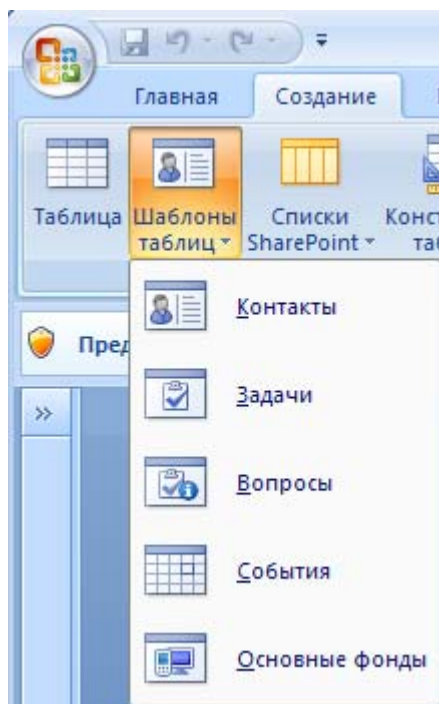 Главная Создание
Таблица Шаблоны таблиц Списки SharePoint
Контакты
Задачи
Вопросы
События
Основные фонды